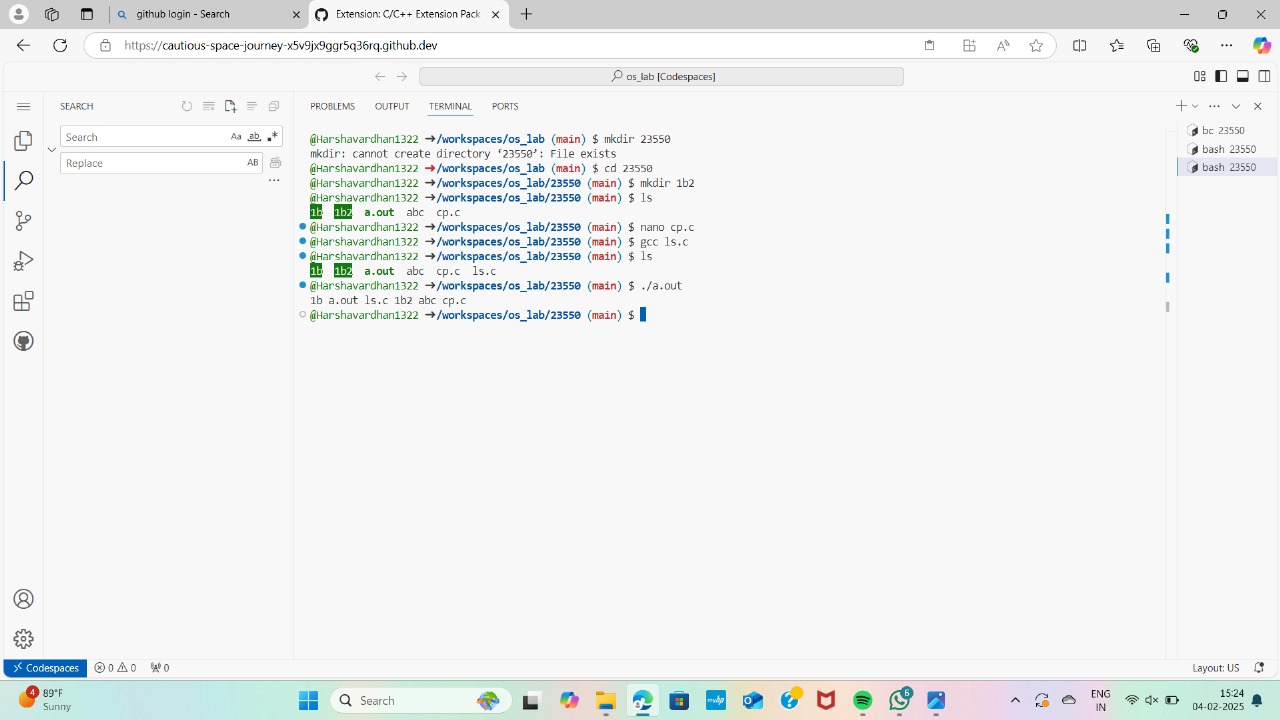 github login - Search
Extension: C/C++ Extension Pack
https://cautious-space-journey-x5v9jx9ggr5q36rq.github.dev
os_lab [Codespaces]
SEARCH
Search
Aa ab
Replace
AB
PROBLEMS OUTPUT TERMINAL PORTS
@Harshavardhan1322 ➜/workspaces/os_lab (main) $ mkdir 23550
mkdir: cannot create directory ‘23550’: File exists
@Harshavardhan1322 ➜/workspaces/os_lab (main) $ cd 23550
@Harshavardhan1322 ➜/workspaces/os_lab/23550 (main) $ mkdir 1b2
@Harshavardhan1322 ➜/workspaces/os_lab/23550 (main) $ ls
1b 1b2 a.out abc cp.c
@Harshavardhan1322 ➜/workspaces/os_lab/23550 (main) $ nano cp.c
@Harshavardhan1322 ➜/workspaces/os_lab/23550 (main) $ gcc ls.c
@Harshavardhan1322 ➜/workspaces/os_lab/23550 (main) $ ls
1b 1b2 a.out abc cp.c ls.c
@Harshavardhan1322 ➜/workspaces/os_lab/23550 (main) $ ./a.out
1b a.out ls.c 1b2 abc cp.c
@Harshavardhan1322 ➜/workspaces/os_lab/23550 (main) $
bc 23550
bash 23550
bash 23550
Codespaces 0 0 0
Layout: US
4 89°F
Sunny
Search
myhp
6
ENG
IN
15:24
04-02-2025